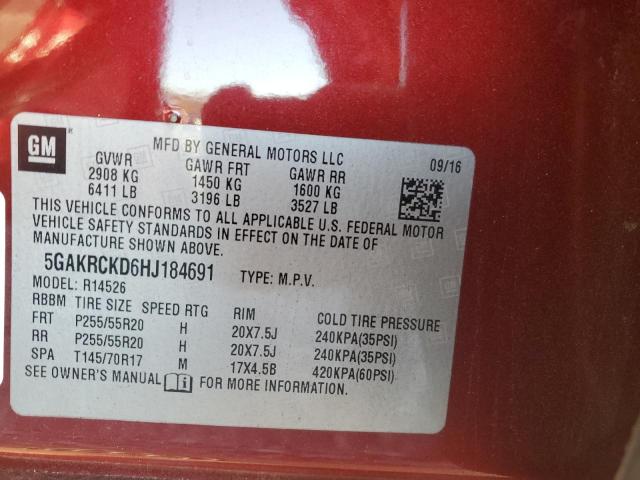 GM
MFD BY GENERAL MOTORS LLC
09/16
GVWR GAWR FRT GAWR RR
2908 KG 1450 KG 1600 KG
6411 LB 3196 LB 3527 LB
THIS VEHICLE CONFORMS TO ALL APPLICABLE U.S. FEDERAL MOTOR
VEHICLE SAFETY STANDARDS IN EFFECT ON THE DATE OF
MANUFACTURE SHOWN ABOVE.
5GAKRCKD6HJ184691 TYPE: M.P.V.
MODEL: R14526
RBBM TIRE SIZE SPEED RTG RIM COLD TIRE PRESSURE
FRT P255/55R20 H 20X7.5J 240KPA(35PSI)
RR P255/55R20 H 20X7.5J 240KPA(35PSI)
SPA T145/70R17 M 17X4.5B 420KPA(60PSI)
SEE OWNER'S MANUAL FOR MORE INFORMATION.